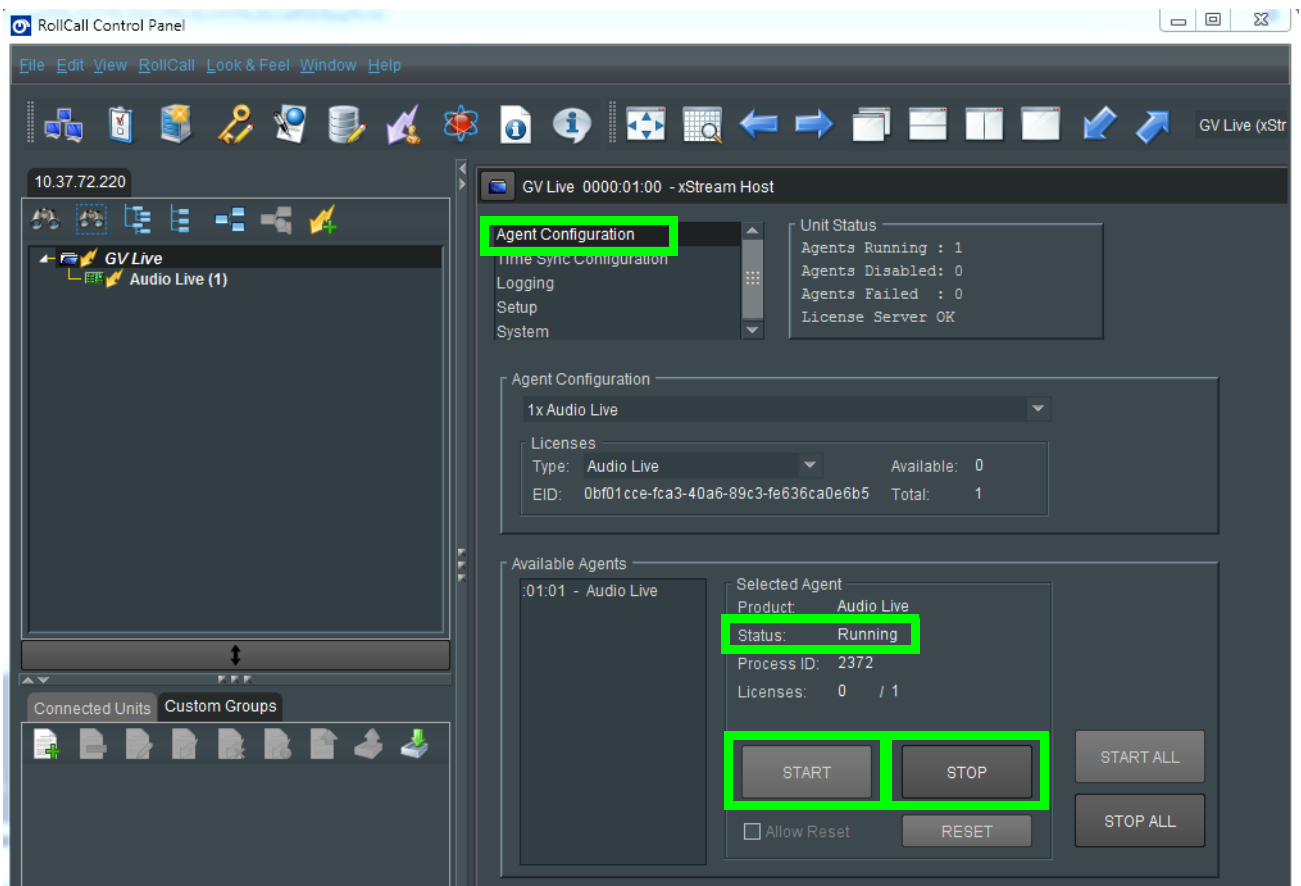 RollCall Control Panel
File Edit View RollCall Look & Feel Window Help
GV Live (xStr
10.37.72.220
GV Live
Audio Live (1)
Connected Units Custom Groups
GV Live 0000:01:00 - xStream Host
Agent Configuration
Time Sync Configuration
Logging
Setup
System
Unit Status
Agents Running : 1
Agents Disabled: 0
Agents Failed : 0
License Server OK
Agent Configuration
1x Audio Live
Licenses
Type: Audio Live Available: 0
EID: 0bf01cce-fca3-40a6-89c3-fe636ca0e6b5 Total: 1
Available Agents
:01:01 - Audio Live
Selected Agent
Product: Audio Live
Status: Running
Process ID: 2372
Licenses: 0 / 1
START STOP
Allow Reset RESET
START ALL
STOP ALL